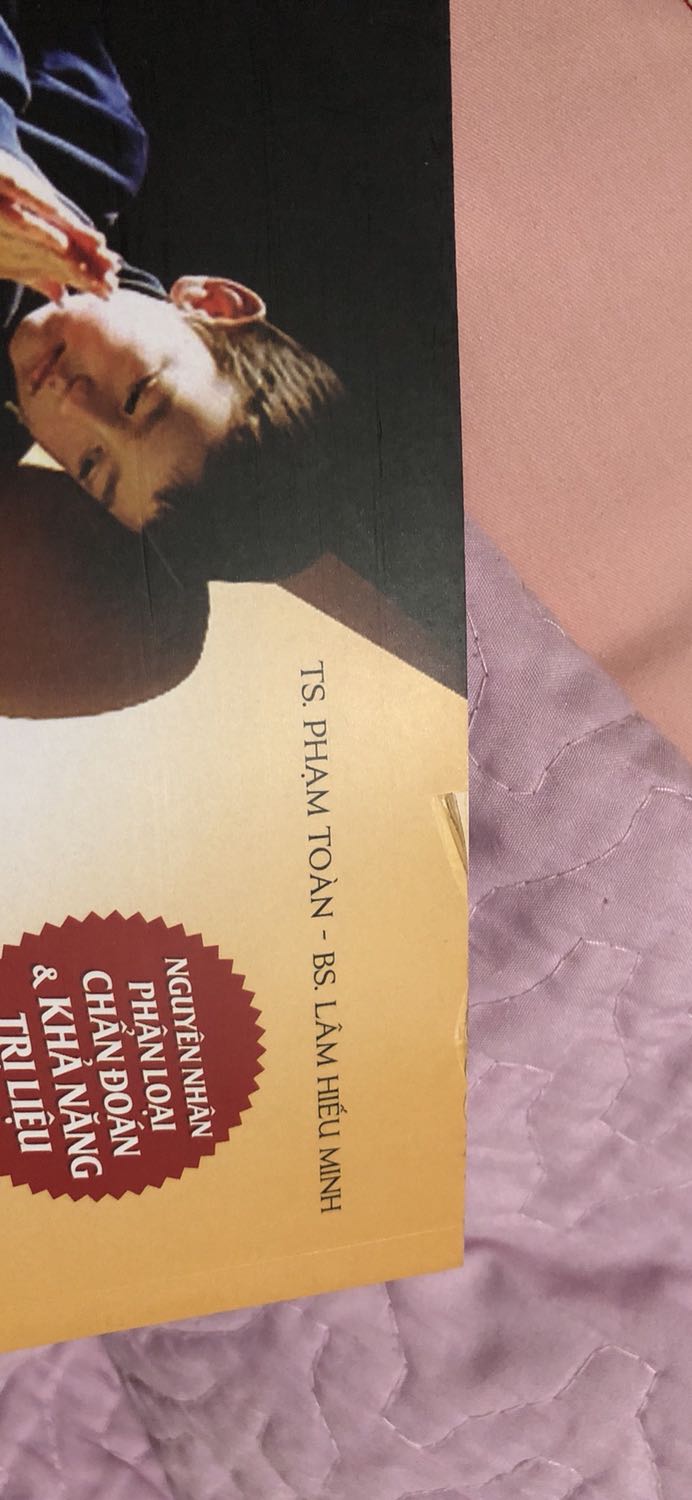 TS. PHẠM TOÀN - BS. LÂM HIẾU MINH
NGUYÊN NHÂN
PHÂN LOẠI
CHẨN ĐOÁN
& KHẢ NĂNG
TRỊ LIỆU